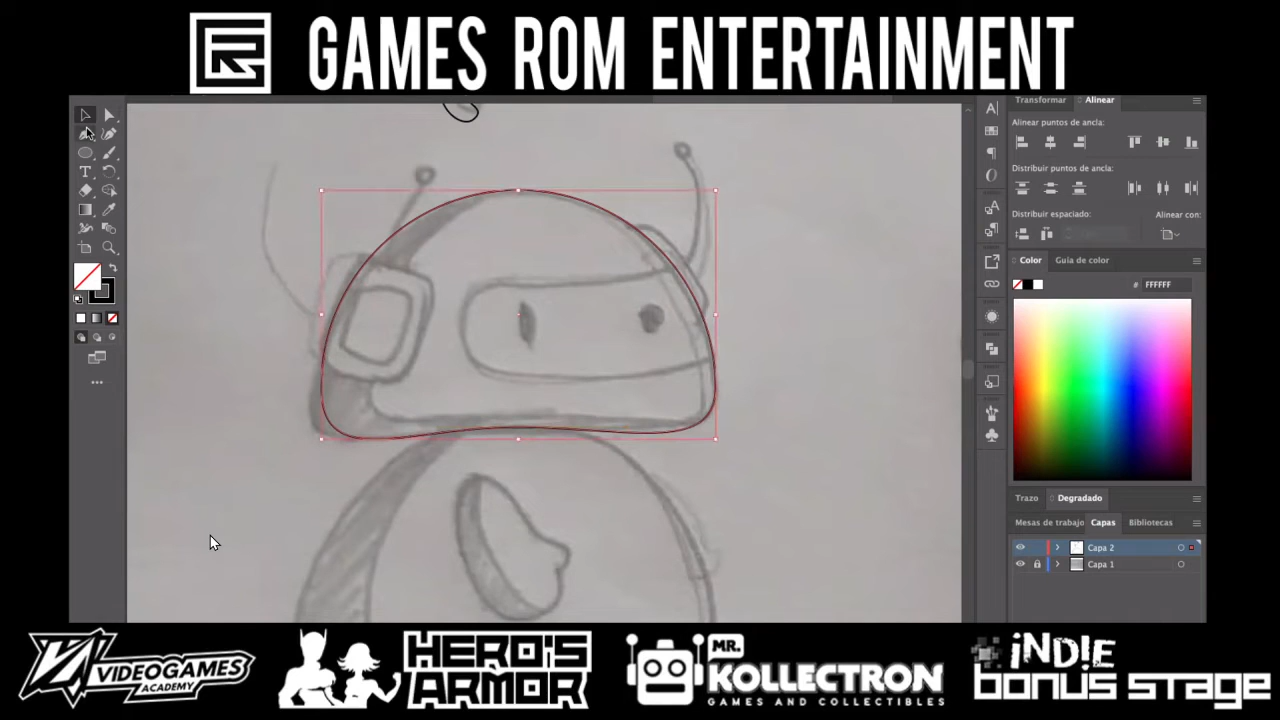 GAMES ROM ENTERTAINMENT
Transformar
Alinear
Alinear puntos de ancla:
Distribuir puntos de ancla:
Distribuir espaciado:
Alinear con:
Color
Guía de color
# FFFFFF
Trazo
Degradado
Mesas de trabajo
Capas
Bibliotecas
Capa 2
Capa 1
VIDEOGAMES
ACADEMY
HERO'S
ARMOR
MR.
KOLLECTRON
GAMES AND COLLECTIBLES
INDIE
BONUS STAGE